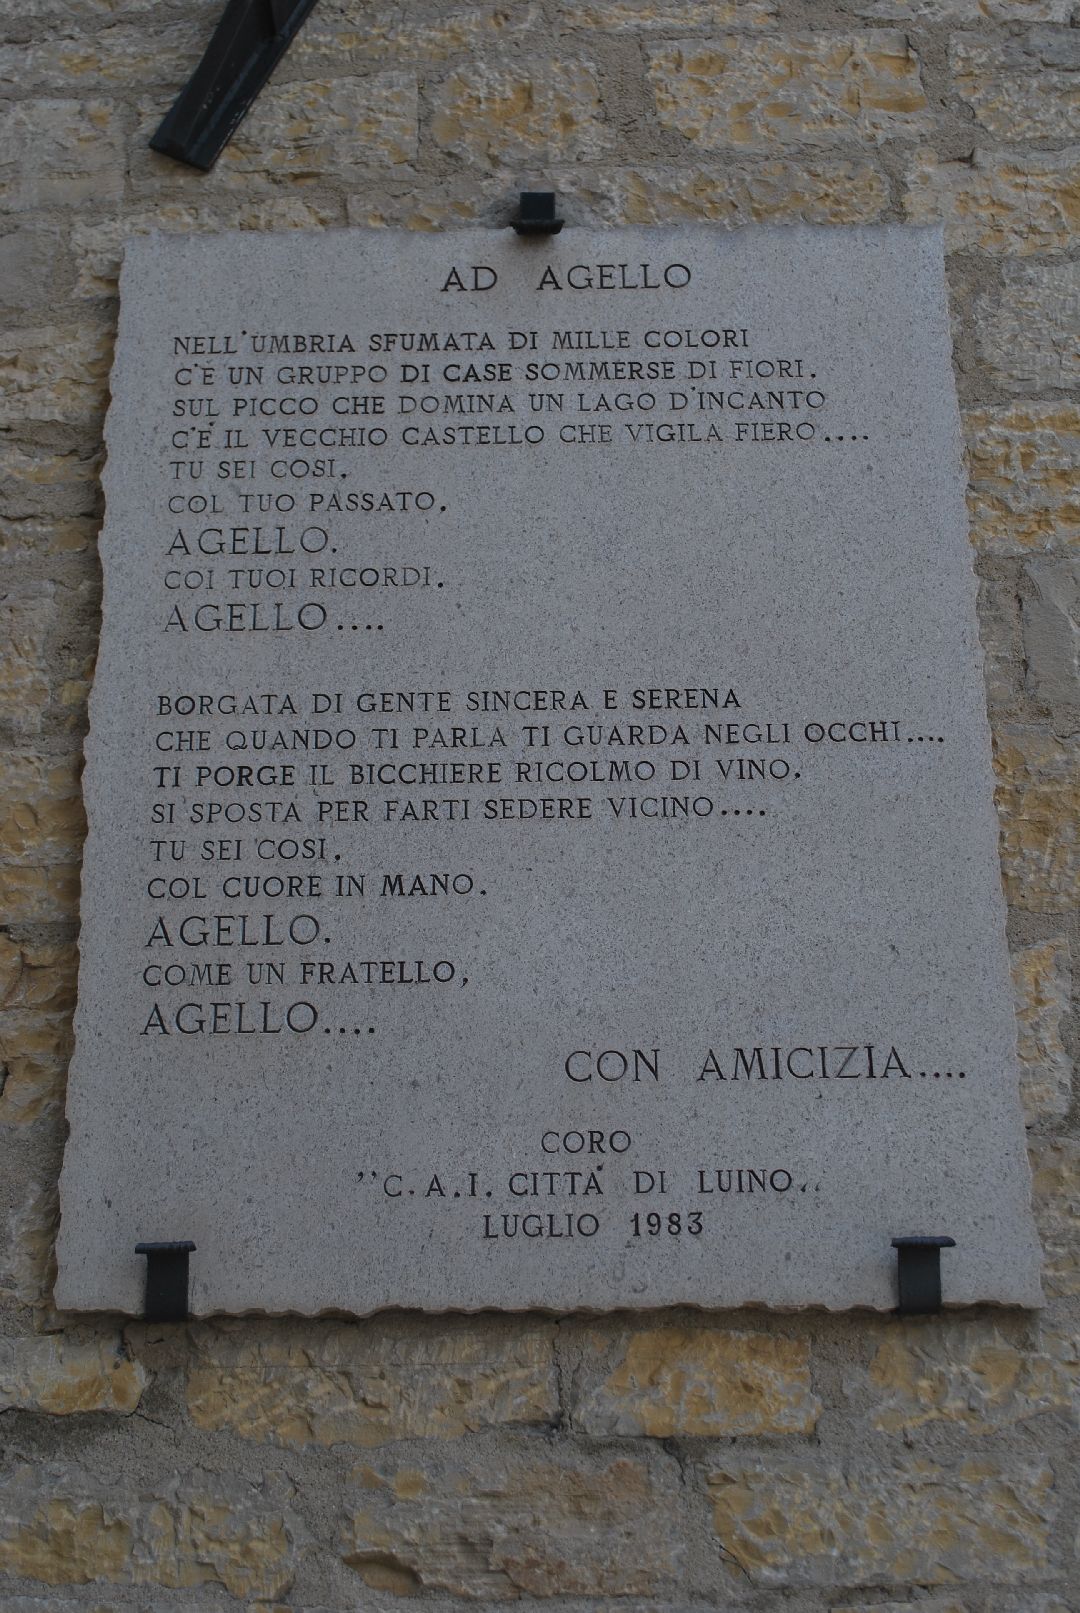 AD AGELLO
NELL'UMBRIA SFUMATA DI MILLE COLORI
C'È UN GRUPPO DI CASE SOMMERSE DI FIORI.
SUL PICCO CHE DOMINA UN LAGO D'INCANTO
C'È IL VECCHIO CASTELLO CHE VIGILA FIERO....
TU SEI COSI.
COL TUO PASSATO.
AGELLO.
COI TUOI RICORDI.
AGELLO....
BORGATA DI GENTE SINCERA E SERENA
CHE QUANDO TI PARLA TI GUARDA NEGLI OCCHI....
TI PORGE IL BICCHIERE RICOLMO DI VINO.
SI SPOSTA PER FARTI SEDERE VICINO....
TU SEI COSI.
COL CUORE IN MANO.
AGELLO.
COME UN FRATELLO,
AGELLO....
CON AMICIZIA....
CORO
"C.A.I. CITTÀ DI LUINO"
LUGLIO 1983